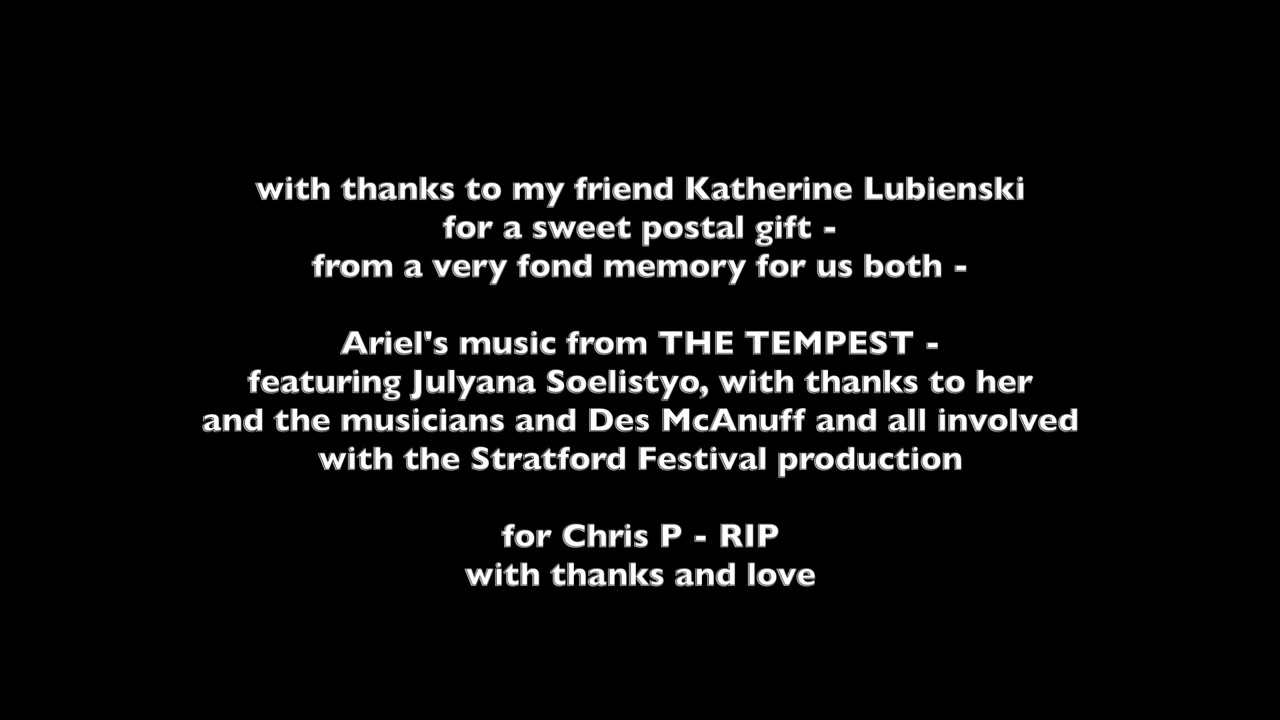 with thanks to my friend Katherine Lubienski
for a sweet postal gift -
from a very fond memory for us both -
Ariel's music from THE TEMPEST -
featuring Julyana Soelistyo, with thanks to her
and the musicians and Des McAnuff and all involved
with the Stratford Festival production
for Chris P - RIP
with thanks and love